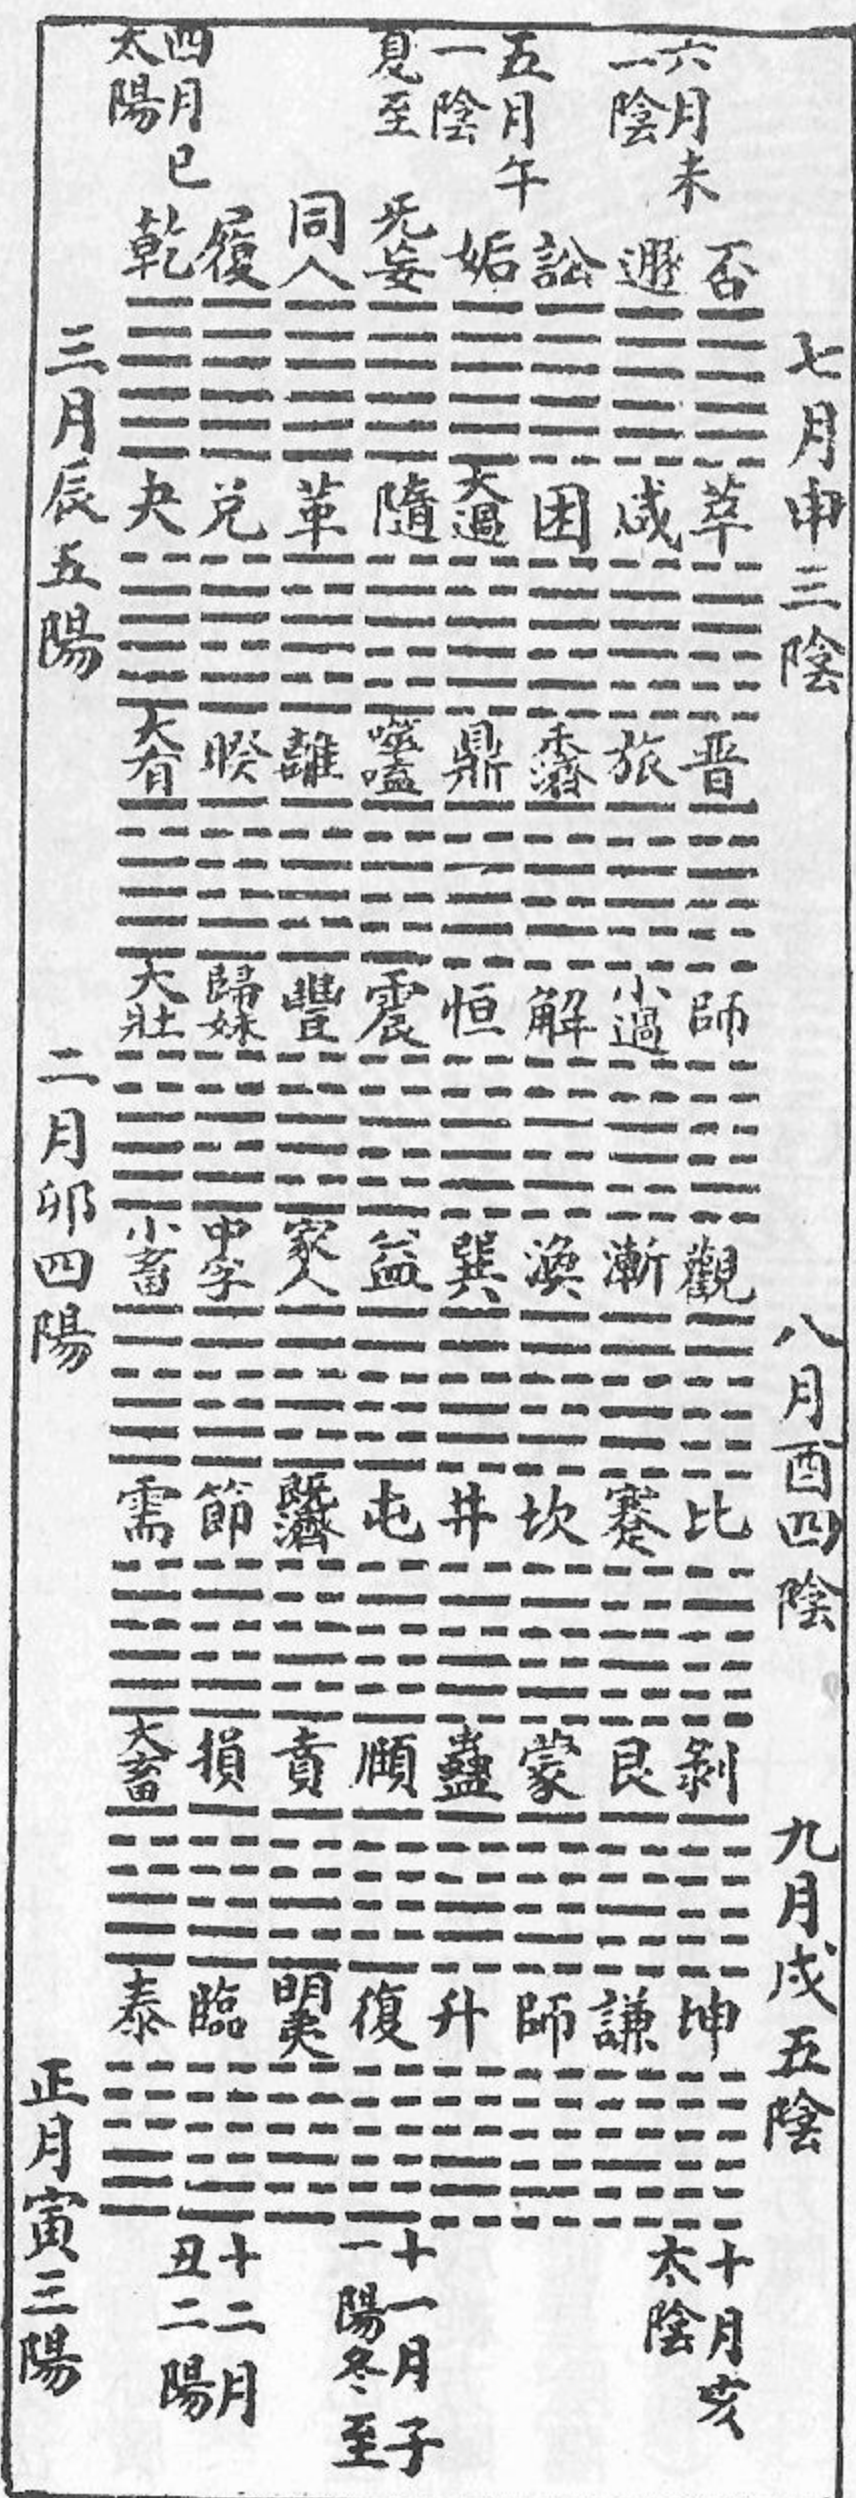 六月未
二陰
五月午
一陰
夏至
四月巳
太陽
七月申三陰
八月酉四陰
九月戌五陰
否 遯 訟 姤 无妄 同人 履 乾
萃 咸 困 大過 隨 革 兌 夬
晉 旅 未濟 鼎 噬嗑 離 睽 大有
師 小過 解 恒 震 豐 歸妹 大壯
觀 漸 渙 巽 益 家人 中孚 小畜
比 蹇 坎 井 屯 既濟 節 需
剝 艮 蒙 蠱 頤 賁 損 大畜
坤 謙 師 升 復 明夷 臨 泰
三月辰五陽
二月卯四陽
正月寅三陽
十月亥
太陰
十一月子
一陽冬至
十二月
丑二陽